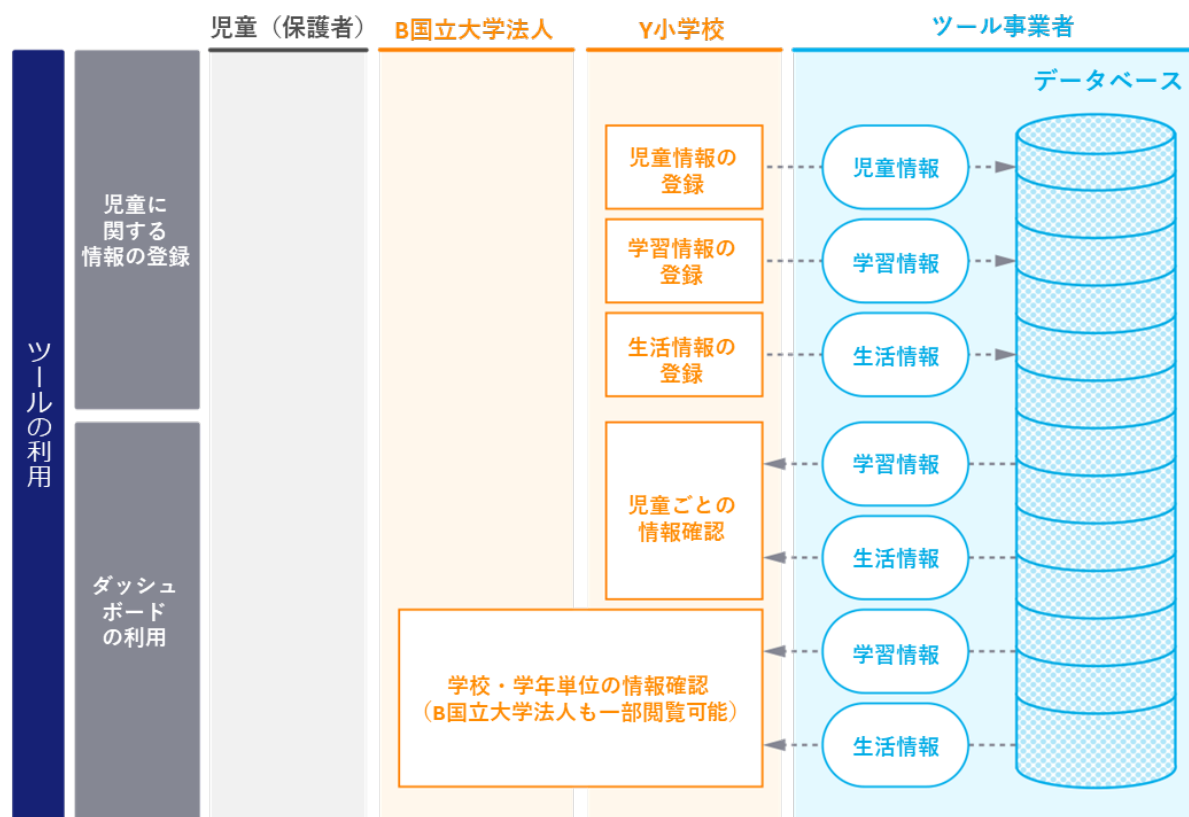 児童（保護者）
B国立大学法人
Y小学校
ツール事業者
データベース
ツールの利用
児童に
関する
情報の登録
児童情報の
登録
児童情報
学習情報の
登録
学習情報
生活情報の
登録
生活情報
ダッシュ
ボード
の利用
児童ごとの
情報確認
学習情報
生活情報
学校・学年単位の情報確認
（B国立大学法人も一部閲覧可能）
学習情報
生活情報